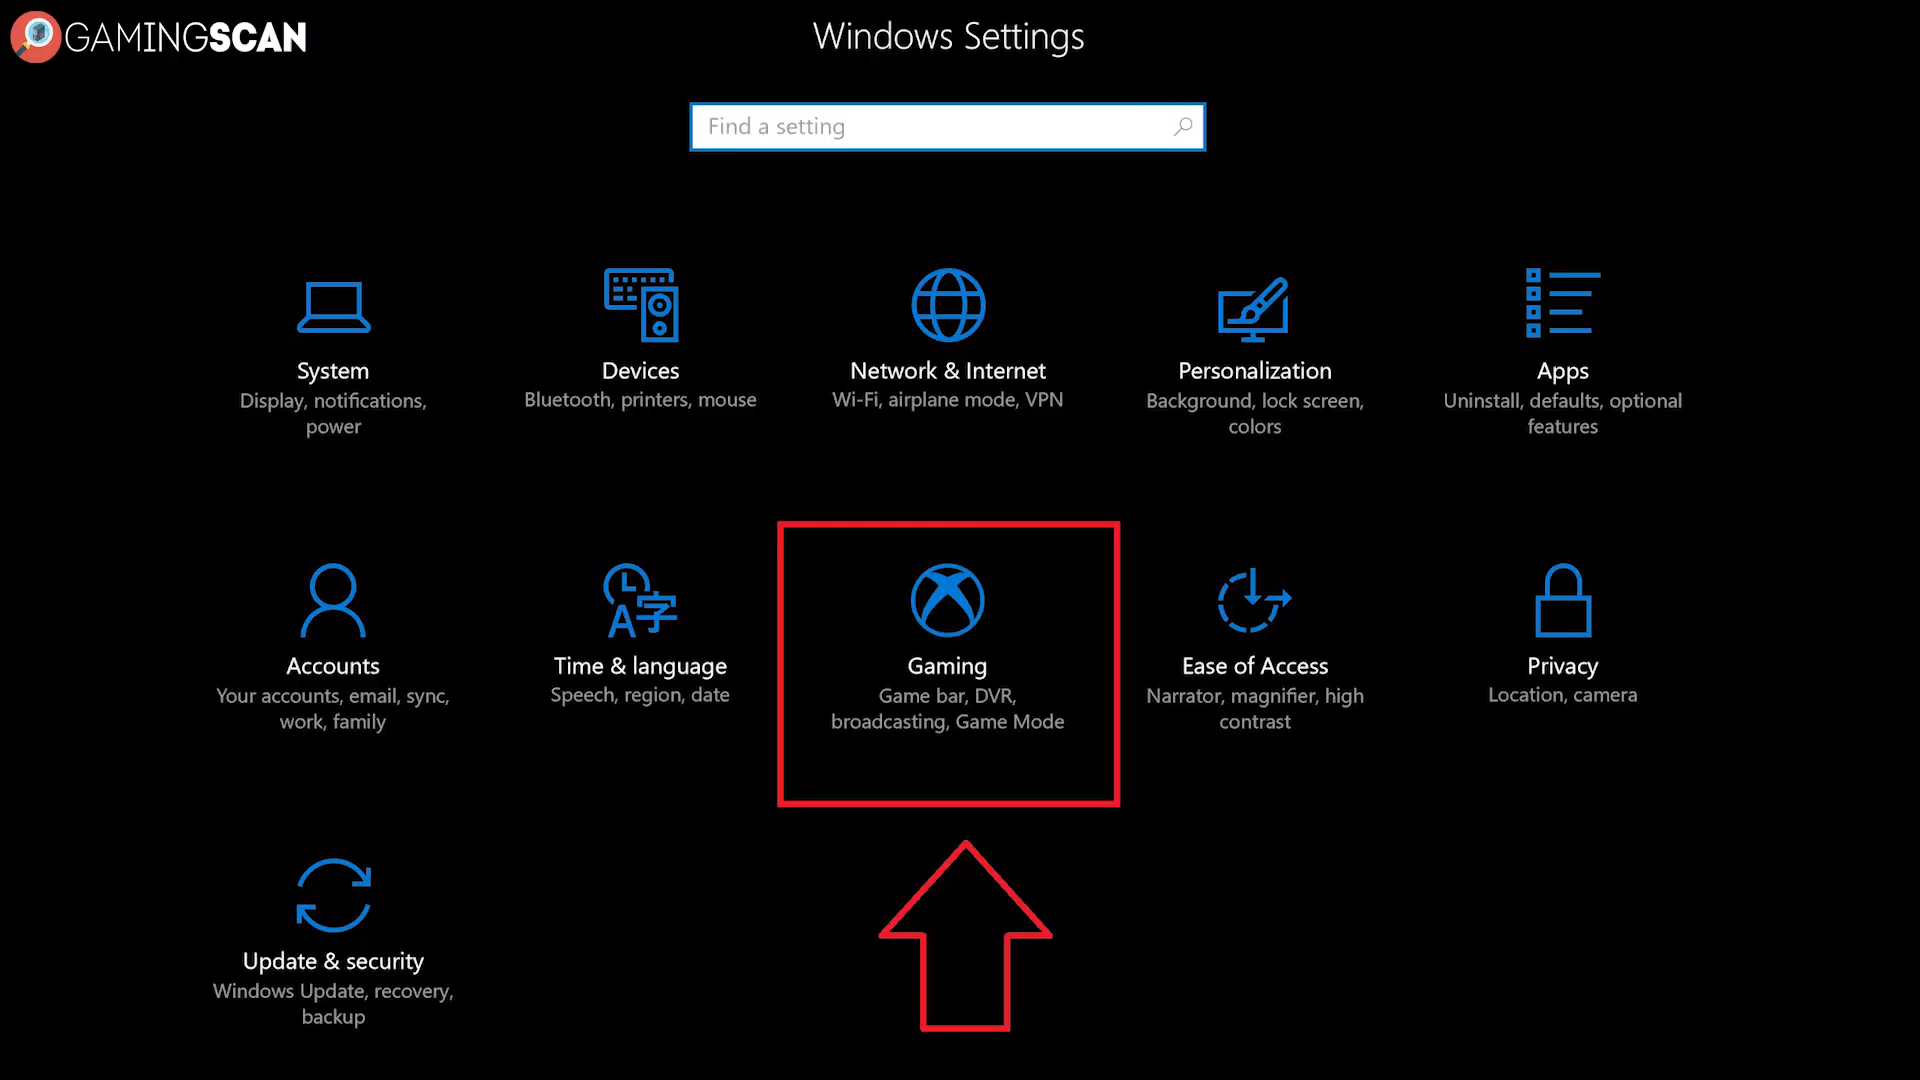 GAMINGSCAN
Windows Settings
Find a setting
System
Display, notifications,
power
Devices
Bluetooth, printers, mouse
Network & Internet
Wi-Fi, airplane mode, VPN
Personalization
Background, lock screen,
colors
Apps
Uninstall, defaults, optional
features
Accounts
Your accounts, email, sync,
work, family
A字
Time & language
Speech, region, date
Gaming
Game bar, DVR,
broadcasting, Game Mode
Ease of Access
Narrator, magnifier, high
contrast
Privacy
Location, camera
Update & security
Windows Update, recovery,
backup